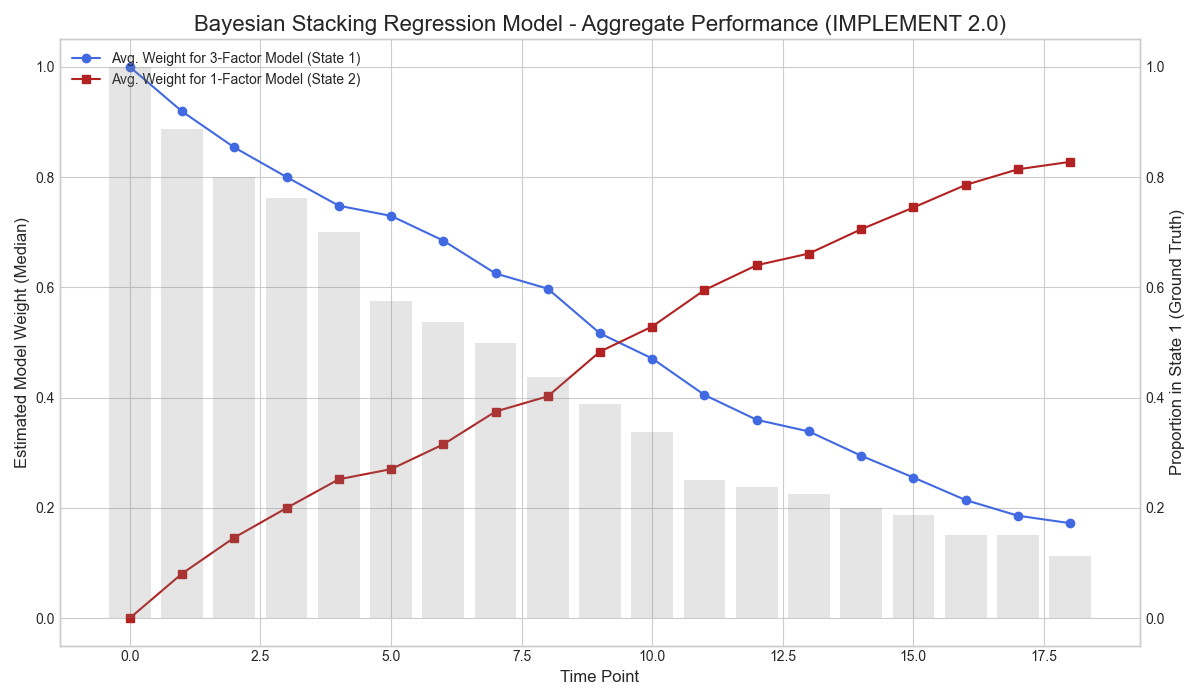 Bayesian Stacking Regression Model - Aggregate Performance (IMPLEMENT 2.0)
Avg. Weight for 3-Factor Model (State 1)
Avg. Weight for 1-Factor Model (State 2)
Estimated Model Weight (Median)
1.0
0.8
0.6
0.4
0.2
0.0
1.0
0.8
0.6
0.4
0.2
0.0
Proportion in State 1 (Ground Truth)
0.0 2.5 5.0 7.5 10.0 12.5 15.0 17.5
Time Point